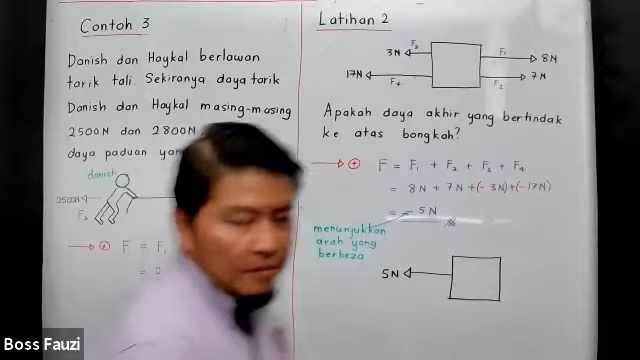 Contoh 3
Danish dan Haykal berlawan
tarik tali. Sekiranya daya tarik
Danish dan Haykal masing-masing
2500N dan 2800N
daya paduan
danish
2500N
F₂
⊕ F = F₁
= 2
Latihan 2
3N F₃ F₁ 8N
17N F₄ F₂ 7N
Apakah daya akhir yang bertindak
ke atas bongkah?
⊕ F = F₁ + F₂ + F₃ + F₄
= 8N + 7N + (- 3N) + (- 17N)
= - 5N
menunjukkan
arah yang
berbeza
5N
Boss Fauzi